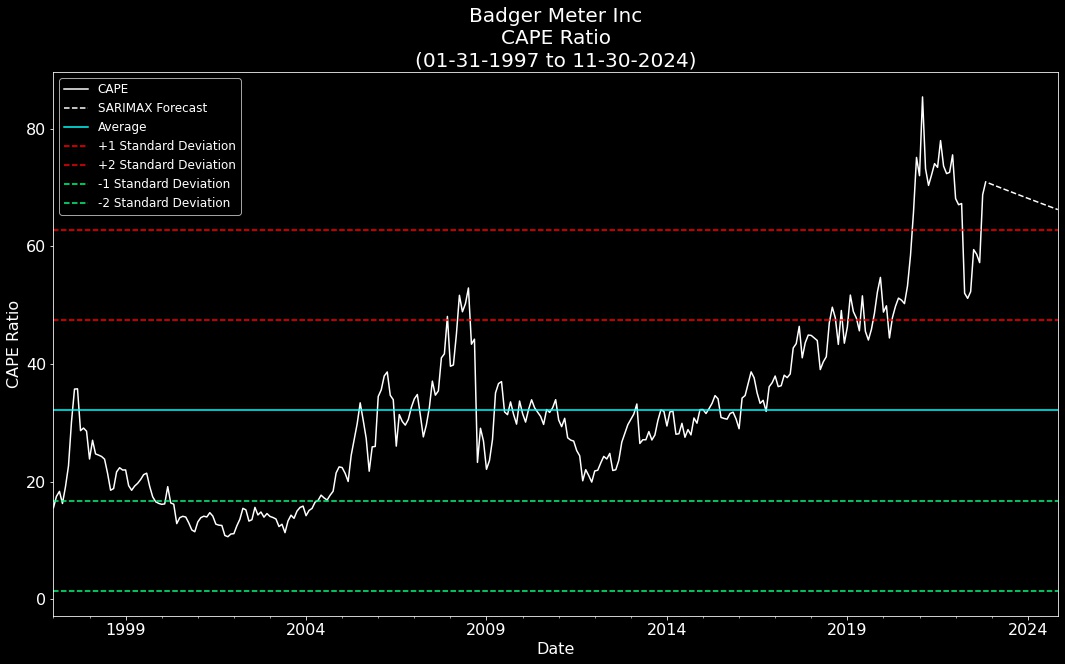 Badger Meter Inc
CAPE Ratio
(01-31-1997 to 11-30-2024)
CAPE
SARIMAX Forecast
Average
+1 Standard Deviation
+2 Standard Deviation
-1 Standard Deviation
-2 Standard Deviation
80
60
40
20
0
CAPE Ratio
1999
2004
2009
2014
2019
2024
Date